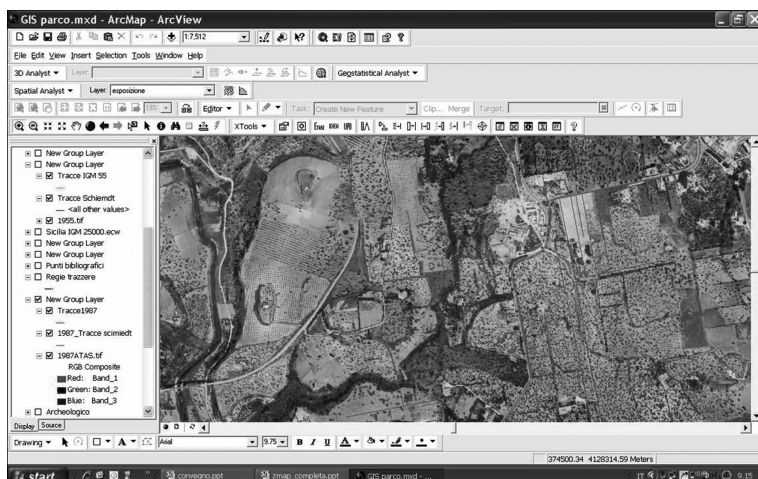 GIS parco.mxd - ArcMap - ArcView
1:7,512
File Edit View Insert Selection Tools Window Help
3D Analyst Layer: Geostatistical Analyst
Spatial Analyst Layer: esposizione
19% Editor Task: Create New Feature Clip... Merge Target:
XTools
New Group Layer
New Group Layer
Tracce IGM 55
Tracce Schiemdt
<all other values>
1955.tif
Sicilia IGM 25000.ecw
New Group Layer
New Group Layer
Punti bibliografici
Regie trazzere
New Group Layer
Tracce1987
1987_Tracce scimiedt
1987ATAS.tif
RGB Composite
Red: Band_1
Green: Band_2
Blue: Band_3
Archeologico
Display Source
Drawing A Arial 9.75 B I U A
374500.34 4128314.59 Meters
start convegno.ppt zmap_completa.ppt GIS parco.mxd - ... IT 9.15